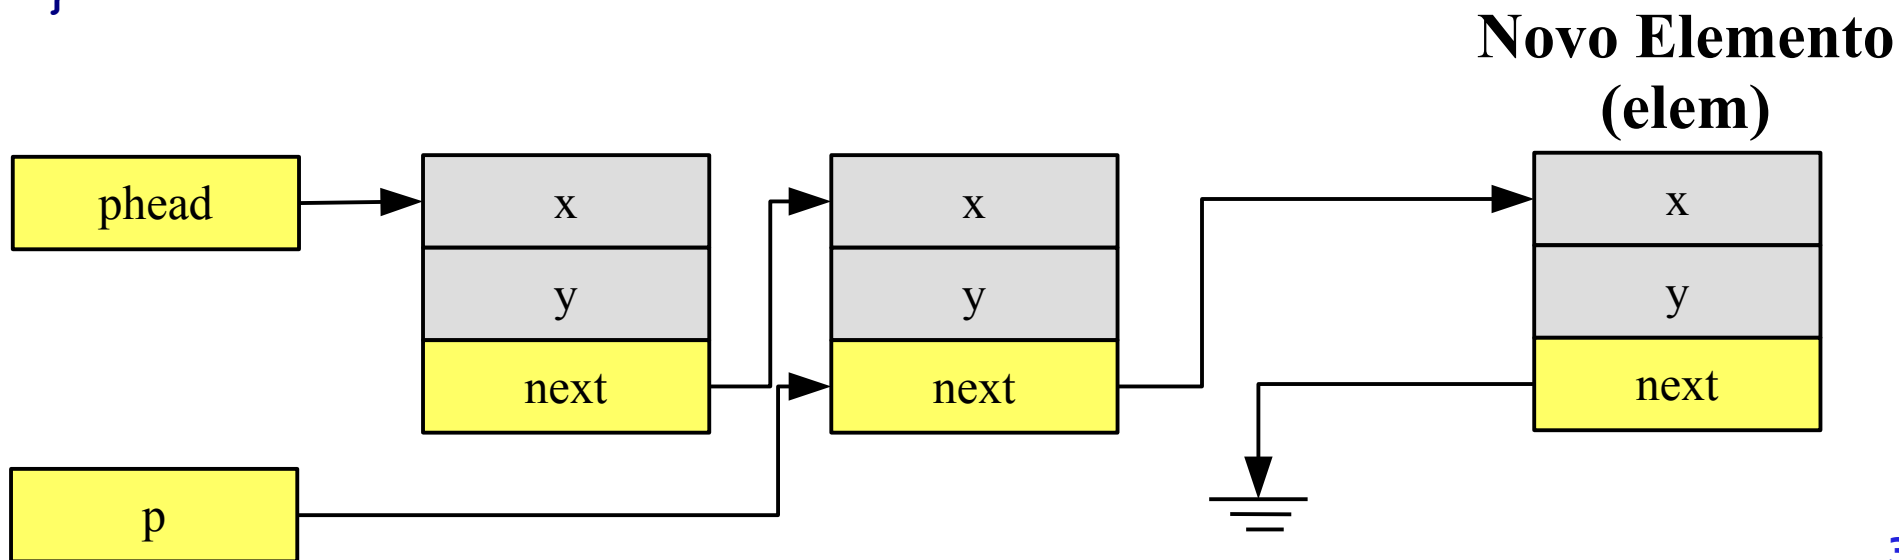 }
Novo Elemento
(elem)
phead
x
x
x
y
y
y
next
next
next
p